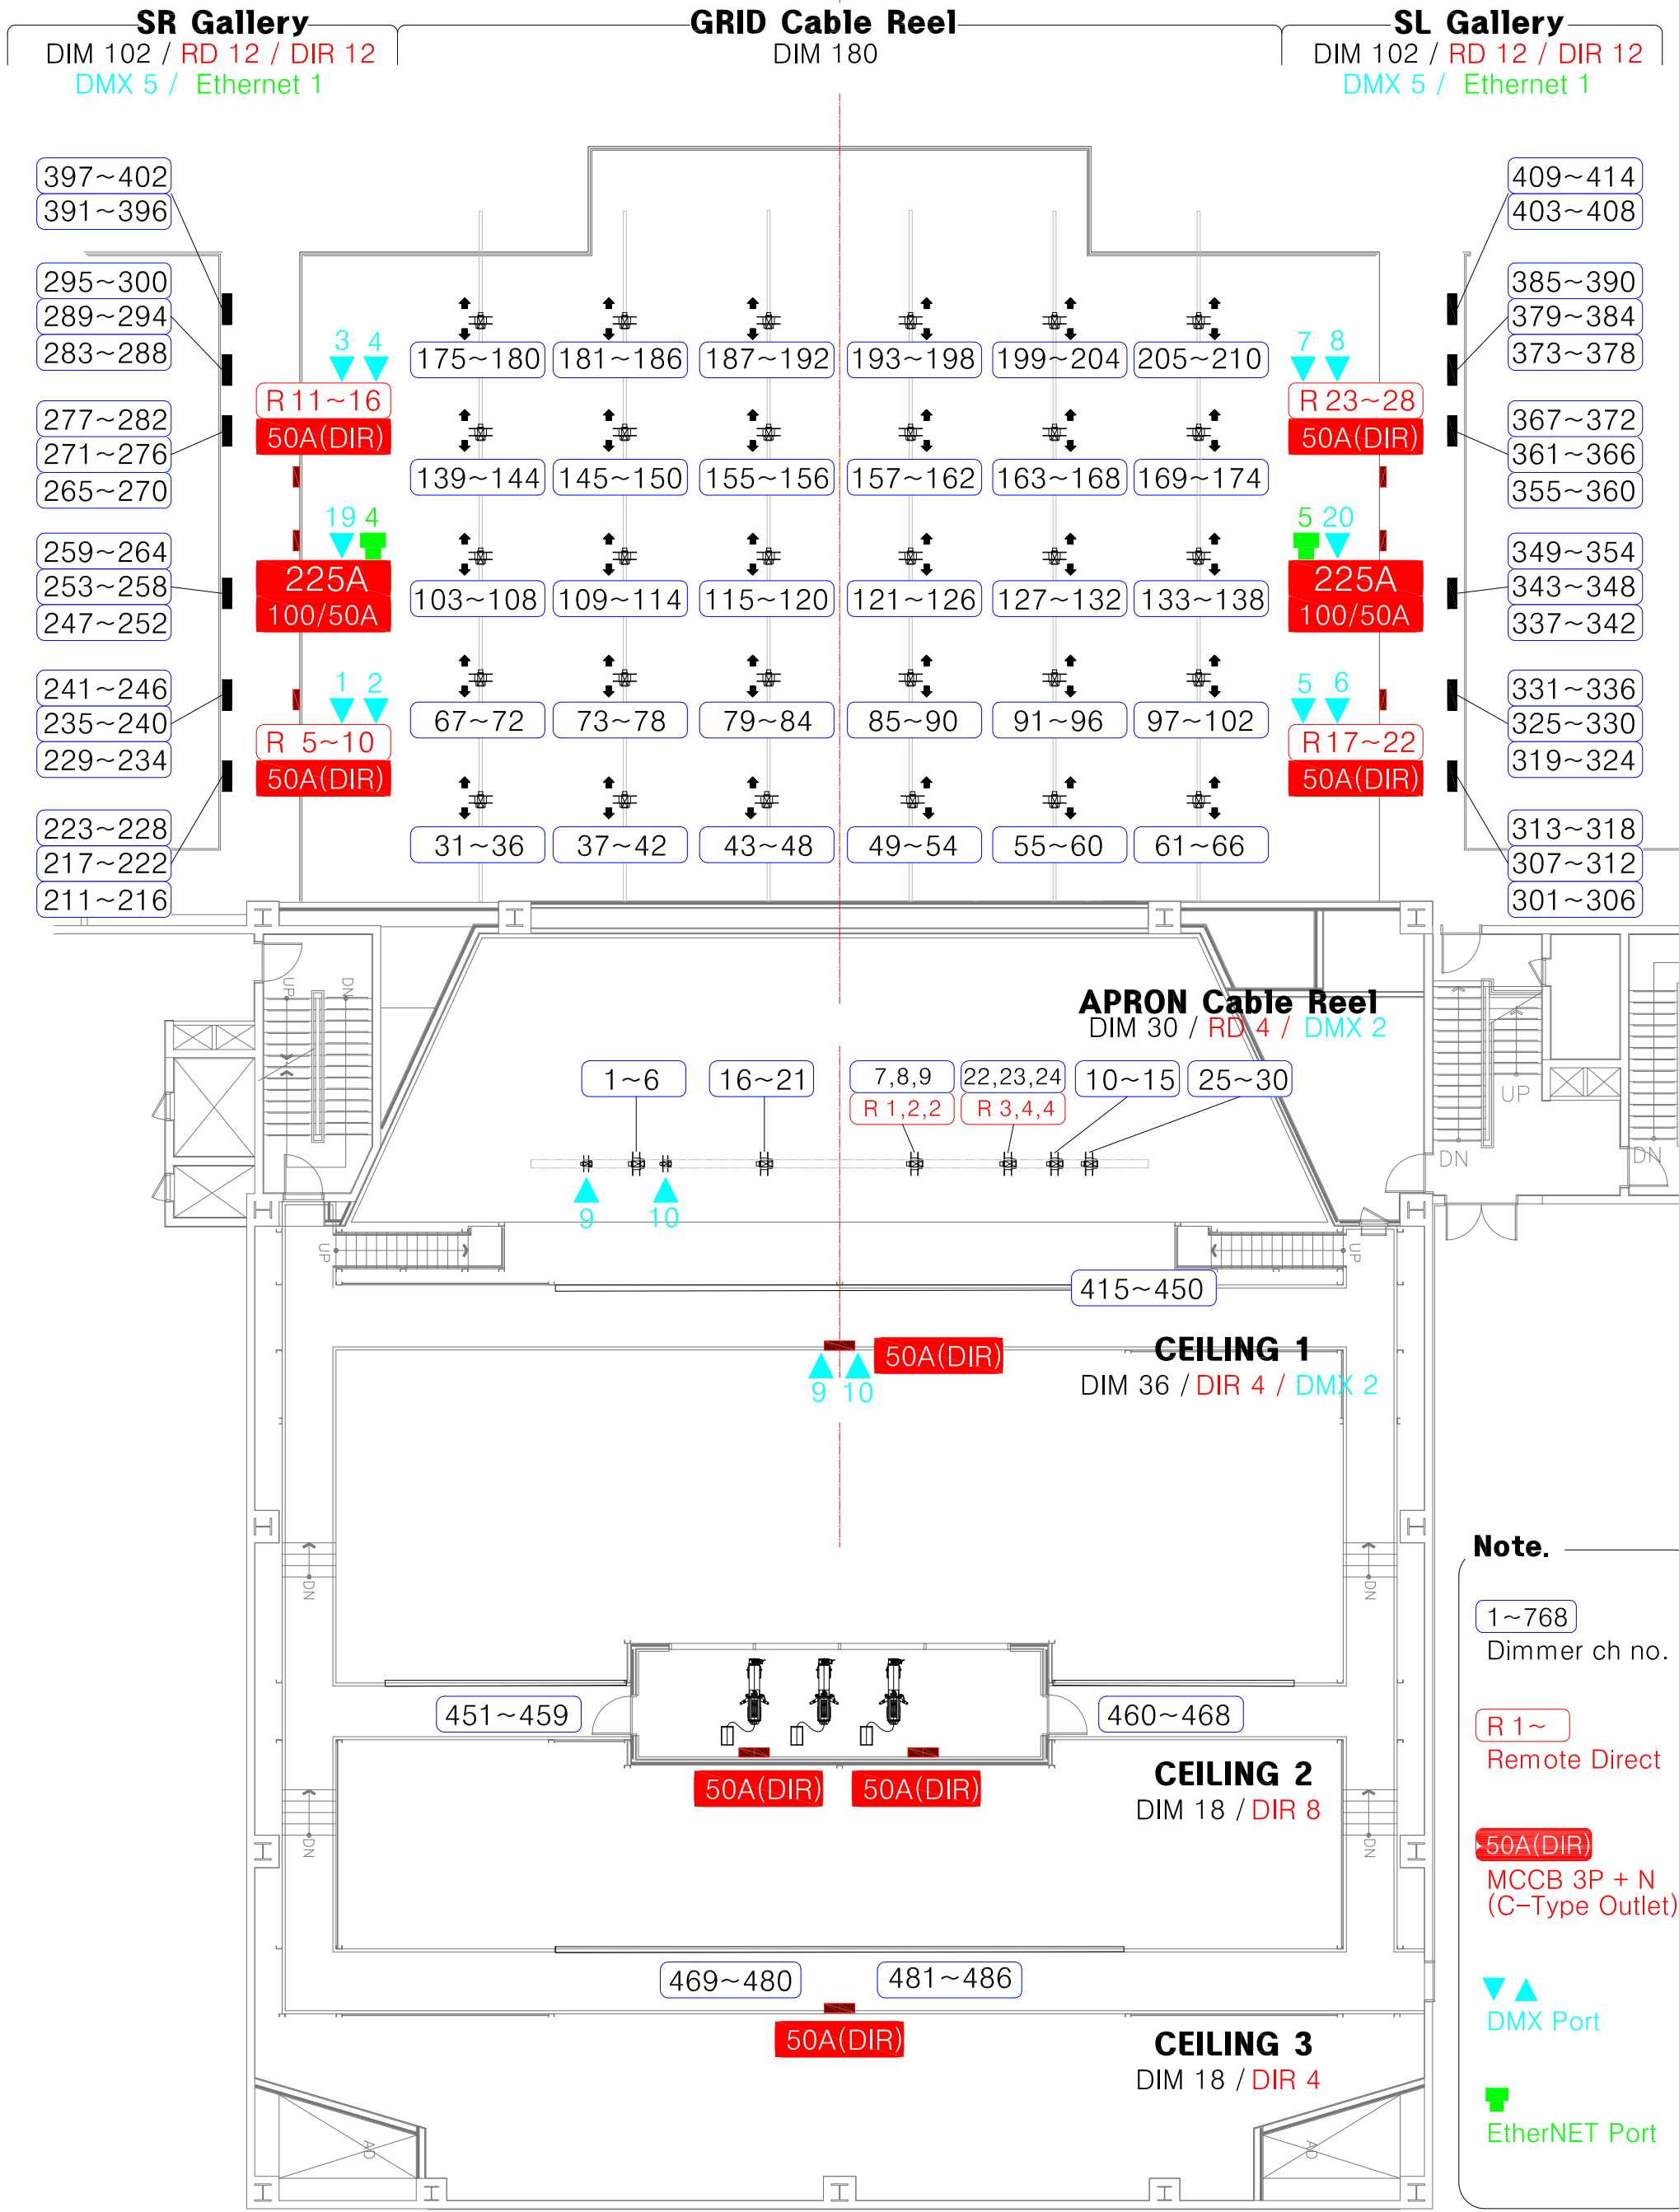 SR Gallery
DIM 102 / RD 12 / DIR 12
DMX 5 / Ethernet 1
GRID Cable Reel
DIM 180
SL Gallery
DIM 102 / RD 12 / DIR 12
DMX 5 / Ethernet 1
397~402
391~396
295~300
289~294
283~288
277~282
271~276
265~270
259~264
253~258
247~252
241~246
235~240
229~234
223~228
217~222
211~216
3 4
R 11~16
50A(DIR)
19 4
225A
100/50A
1 2
R 5~10
50A(DIR)
175~180 181~186 187~192 193~198 199~204 205~210
139~144 145~150 155~156 157~162 163~168 169~174
103~108 109~114 115~120 121~126 127~132 133~138
67~72 73~78 79~84 85~90 91~96 97~102
31~36 37~42 43~48 49~54 55~60 61~66
7 8
R 23~28
50A(DIR)
5 20
225A
100/50A
5 6
R 17~22
50A(DIR)
409~414
403~408
385~390
379~384
373~378
367~372
361~366
355~360
349~354
343~348
337~342
331~336
325~330
319~324
313~318
307~312
301~306
H H H H
UP DN
APRON Cable Reel
DIM 30 / RD 4 / DMX 2
1~6 16~21 7,8,9 22,23,24 10~15 25~30
R 1,2,2 R 3,4,4
UP
DN DN
9 10
H H
UP UP
415~450
CEILING 1
DIM 36 / DIR 4 / DMX 2
50A(DIR)
9 10
H H
DN DN
451~459 460~468
50A(DIR) 50A(DIR)
CEILING 2
DIM 18 / DIR 8
H H
DN DN
469~480 481~486
50A(DIR)
CEILING 3
DIM 18 / DIR 4
AD AD
H H H H H
Note.
1~768
Dimmer ch no.
R 1~
Remote Direct
50A(DIR)
MCCB 3P + N
(C-Type Outlet)
DMX Port
EtherNET Port